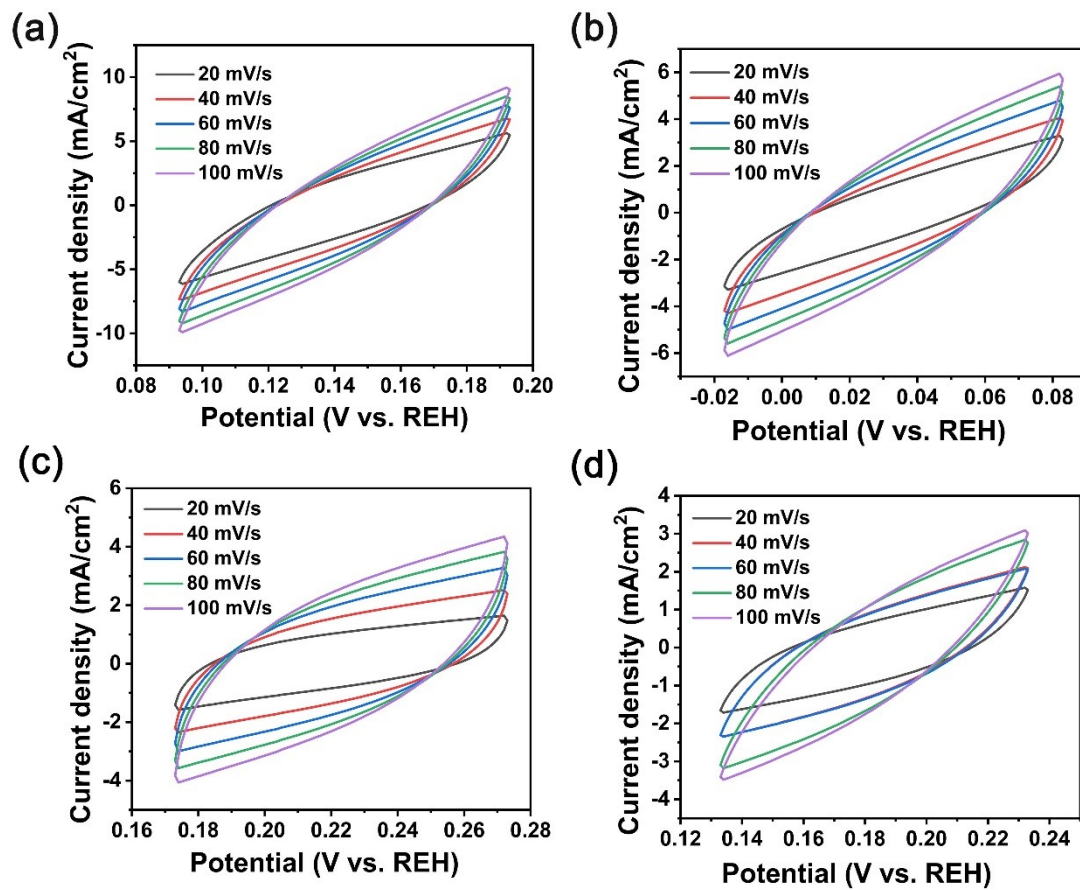 (a)
Current density (mA/cm²)
10
5
0
-5
-10
20 mV/s
40 mV/s
60 mV/s
80 mV/s
100 mV/s
0.08 0.10 0.12 0.14 0.16 0.18 0.20
Potential (V vs. REH)
(b)
Current density (mA/cm²)
6
4
2
0
-2
-4
-6
20 mV/s
40 mV/s
60 mV/s
80 mV/s
100 mV/s
-0.02 0.00 0.02 0.04 0.06 0.08
Potential (V vs. REH)
(c)
Current density (mA/cm²)
6
4
2
0
-2
-4
20 mV/s
40 mV/s
60 mV/s
80 mV/s
100 mV/s
0.16 0.18 0.20 0.22 0.24 0.26 0.28
Potential (V vs. REH)
(d)
Current density (mA/cm²)
4
3
2
1
0
-1
-2
-3
-4
20 mV/s
40 mV/s
60 mV/s
80 mV/s
100 mV/s
0.12 0.14 0.16 0.18 0.20 0.22 0.24
Potential (V vs. REH)